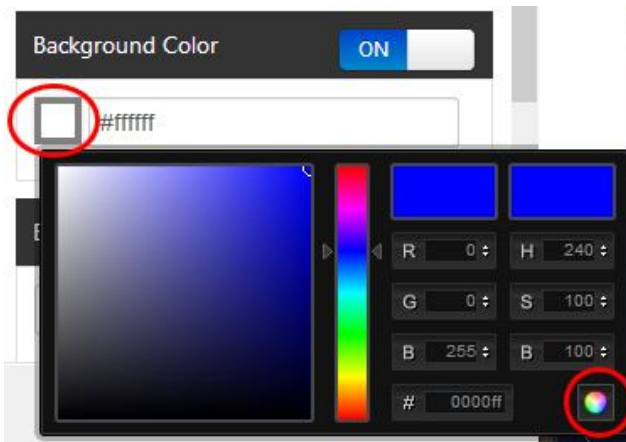 Background Color ON
#ffffff
R 0 H 240
G 0 S 100
B 255 B 100
# 0000ff